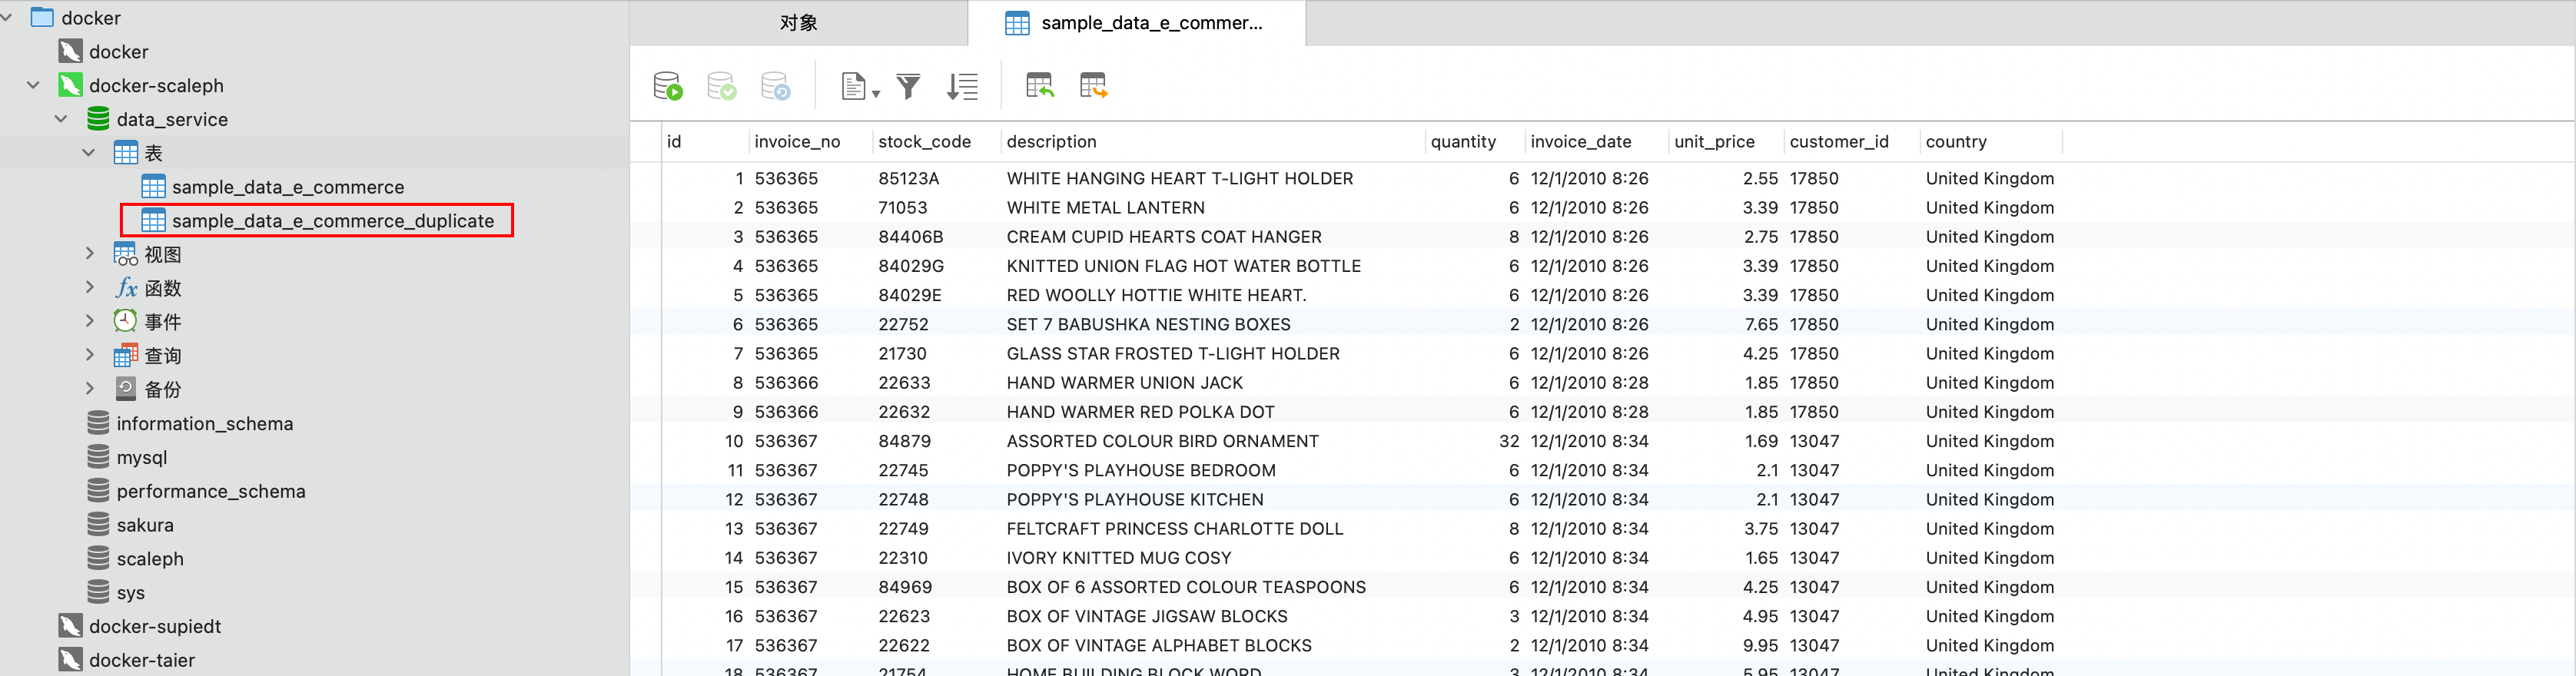 docker
docker
docker-scaleph
data_service
表
sample_data_e_commerce
sample_data_e_commerce_duplicate
视图
fx 函数
事件
查询
备份
information_schema
mysql
performance_schema
sakura
scaleph
sys
docker-supiedt
docker-taier
对象 sample_data_e_commer...
id invoice_no stock_code description quantity invoice_date unit_price customer_id country
1 536365 85123A WHITE HANGING HEART T-LIGHT HOLDER 6 12/1/2010 8:26 2.55 17850 United Kingdom
2 536365 71053 WHITE METAL LANTERN 6 12/1/2010 8:26 3.39 17850 United Kingdom
3 536365 84406B CREAM CUPID HEARTS COAT HANGER 8 12/1/2010 8:26 2.75 17850 United Kingdom
4 536365 84029G KNITTED UNION FLAG HOT WATER BOTTLE 6 12/1/2010 8:26 3.39 17850 United Kingdom
5 536365 84029E RED WOOLLY HOTTIE WHITE HEART. 6 12/1/2010 8:26 3.39 17850 United Kingdom
6 536365 22752 SET 7 BABUSHKA NESTING BOXES 2 12/1/2010 8:26 7.65 17850 United Kingdom
7 536365 21730 GLASS STAR FROSTED T-LIGHT HOLDER 6 12/1/2010 8:26 4.25 17850 United Kingdom
8 536366 22633 HAND WARMER UNION JACK 6 12/1/2010 8:28 1.85 17850 United Kingdom
9 536366 22632 HAND WARMER RED POLKA DOT 6 12/1/2010 8:28 1.85 17850 United Kingdom
10 536367 84879 ASSORTED COLOUR BIRD ORNAMENT 32 12/1/2010 8:34 1.69 13047 United Kingdom
11 536367 22745 POPPY'S PLAYHOUSE BEDROOM 6 12/1/2010 8:34 2.1 13047 United Kingdom
12 536367 22748 POPPY'S PLAYHOUSE KITCHEN 6 12/1/2010 8:34 2.1 13047 United Kingdom
13 536367 22749 FELTCRAFT PRINCESS CHARLOTTE DOLL 8 12/1/2010 8:34 3.75 13047 United Kingdom
14 536367 22310 IVORY KNITTED MUG COSY 6 12/1/2010 8:34 1.65 13047 United Kingdom
15 536367 84969 BOX OF 6 ASSORTED COLOUR TEASPOONS 6 12/1/2010 8:34 4.25 13047 United Kingdom
16 536367 22623 BOX OF VINTAGE JIGSAW BLOCKS 3 12/1/2010 8:34 4.95 13047 United Kingdom
17 536367 22622 BOX OF VINTAGE ALPHABET BLOCKS 2 12/1/2010 8:34 9.95 13047 United Kingdom
18 536367 21754 HOME BUILDING BLOCK WORD 3 12/1/2010 8:34 5.95 13047 United Kingdom